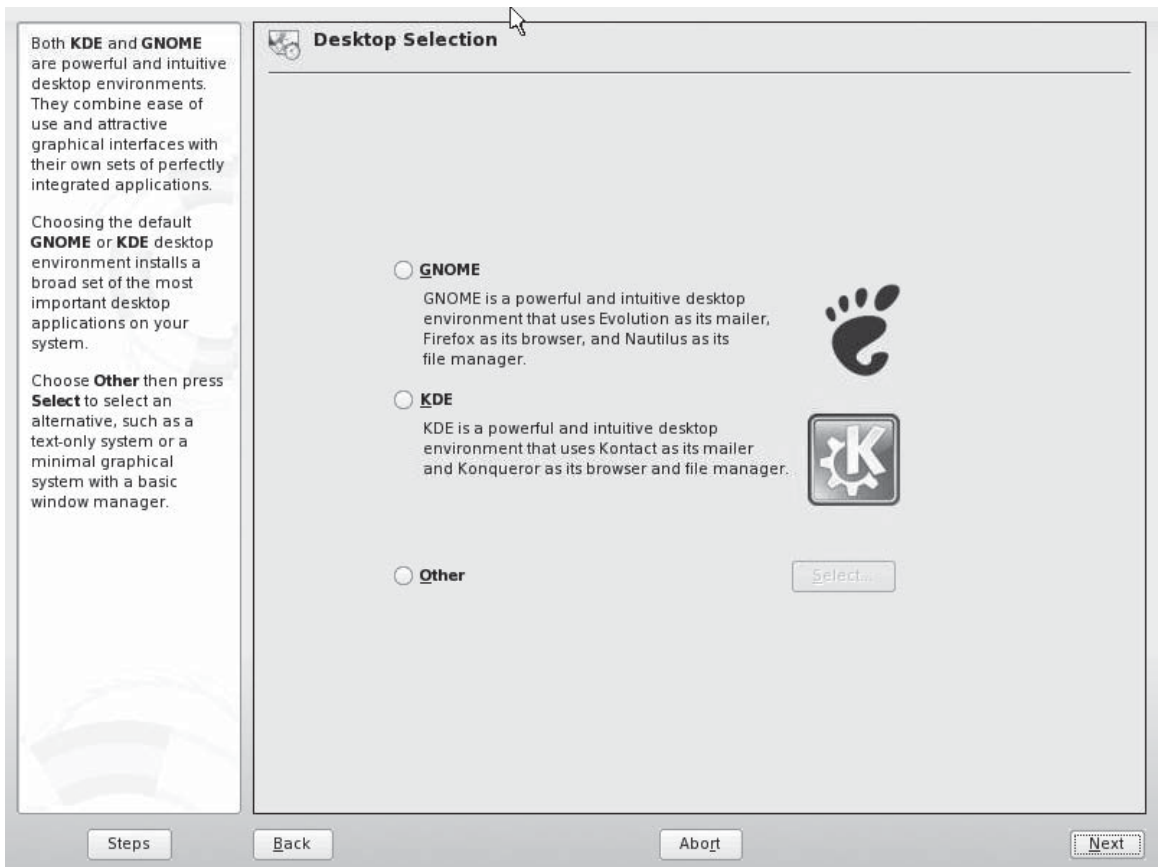 Both KDE and GNOME
are powerful and intuitive
desktop environments.
They combine ease of
use and attractive
graphical interfaces with
their own sets of perfectly
integrated applications.
Choosing the default
GNOME or KDE desktop
environment installs a
broad set of the most
important desktop
applications on your
system.
Choose Other then press
Select to select an
alternative, such as a
text-only system or a
minimal graphical
system with a basic
window manager.
Desktop Selection
GNOME
GNOME is a powerful and intuitive desktop
environment that uses Evolution as its mailer,
Firefox as its browser, and Nautilus as its
file manager.
KDE
KDE is a powerful and intuitive desktop
environment that uses Kontact as its mailer
and Konqueror as its browser and file manager.
K
Other
Select...
Steps
Back
Abort
Next